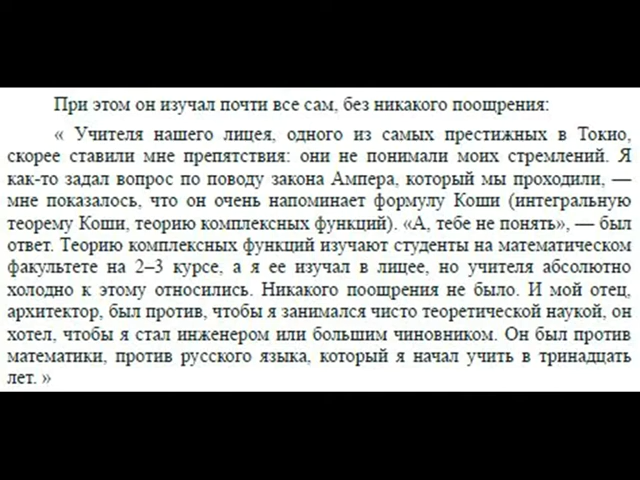 При этом он изучал почти все сам, без никакого поощрения:
« Учителя нашего лицея, одного из самых престижных в Токио,
скорее ставили мне препятствия: они не понимали моих стремлений. Я
как-то задал вопрос по поводу закона Ампера, который мы проходили, —
мне показалось, что он очень напоминает формулу Коши (интегральную
теорему Коши, теорию комплексных функций). «А, тебе не понять», — был
ответ. Теорию комплексных функций изучают студенты на математическом
факультете на 2–3 курсе, а я ее изучал в лицее, но учителя абсолютно
холодно к этому относились. Никакого поощрения не было. И мой отец,
архитектор, был против, чтобы я занимался чисто теоретической наукой, он
хотел, чтобы я стал инженером или большим чиновником. Он был против
математики, против русского языка, который я начал учить в тринадцать
лет. »